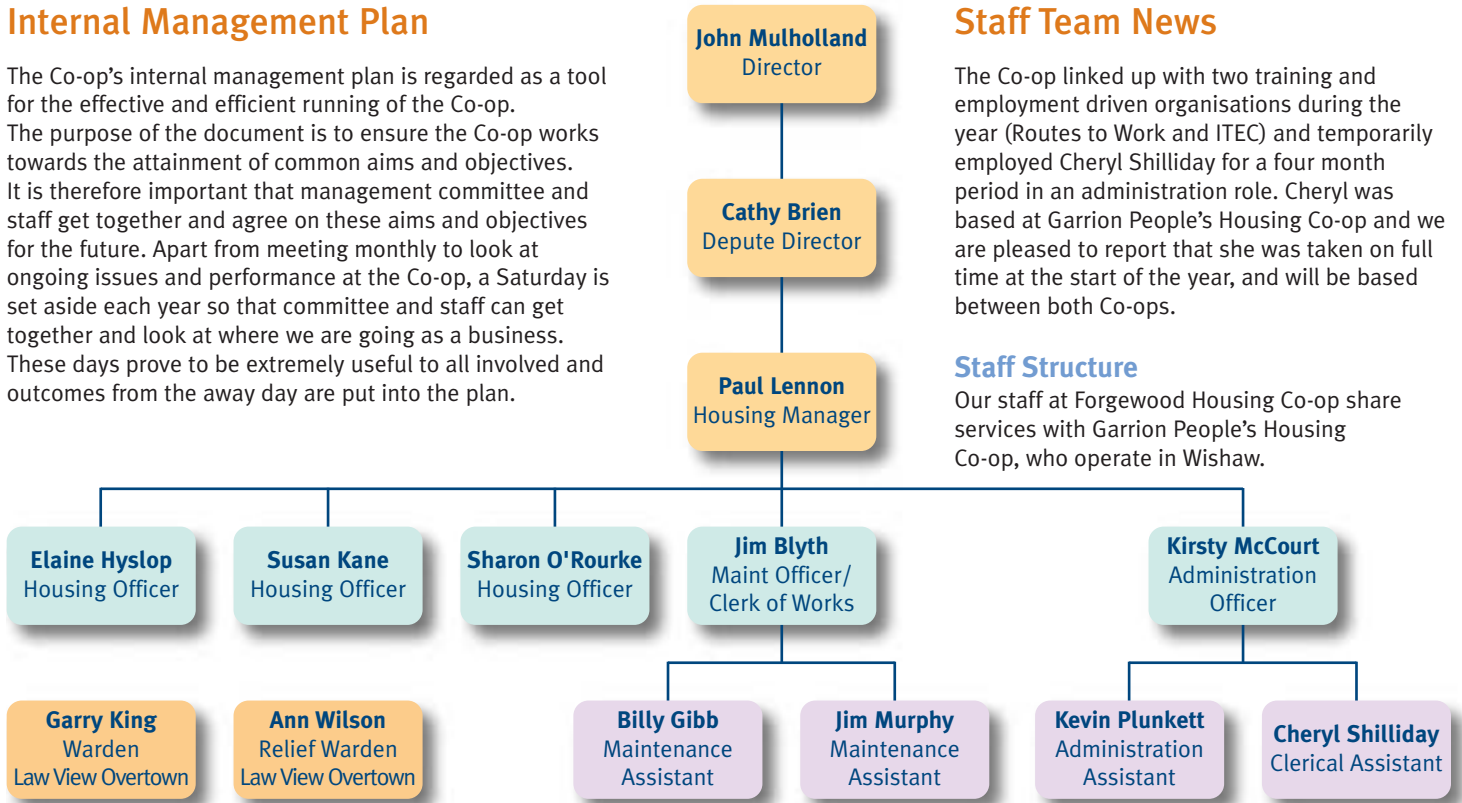 Internal Management Plan
The Co-op’s internal management plan is regarded as a tool
for the effective and efficient running of the Co-op.
The purpose of the document is to ensure the Co-op works
towards the attainment of common aims and objectives.
It is therefore important that management committee and
staff get together and agree on these aims and objectives
for the future. Apart from meeting monthly to look at
ongoing issues and performance at the Co-op, a Saturday is
set aside each year so that committee and staff can get
together and look at where we are going as a business.
These days prove to be extremely useful to all involved and
outcomes from the away day are put into the plan.
John Mulholland
Director
Cathy Brien
Depute Director
Paul Lennon
Housing Manager
Staff Team News
The Co-op linked up with two training and
employment driven organisations during the
year (Routes to Work and ITEC) and temporarily
employed Cheryl Shilliday for a four month
period in an administration role. Cheryl was
based at Garrion People’s Housing Co-op and we
are pleased to report that she was taken on full
time at the start of the year, and will be based
between both Co-ops.
Staff Structure
Our staff at Forgewood Housing Co-op share
services with Garrion People’s Housing
Co-op, who operate in Wishaw.
Elaine Hyslop
Housing Officer
Susan Kane
Housing Officer
Sharon O'Rourke
Housing Officer
Jim Blyth
Maint Officer/
Clerk of Works
Kirsty McCourt
Administration
Officer
Garry King
Warden
Law View Overtown
Ann Wilson
Relief Warden
Law View Overtown
Billy Gibb
Maintenance
Assistant
Jim Murphy
Maintenance
Assistant
Kevin Plunkett
Administration
Assistant
Cheryl Shilliday
Clerical Assistant